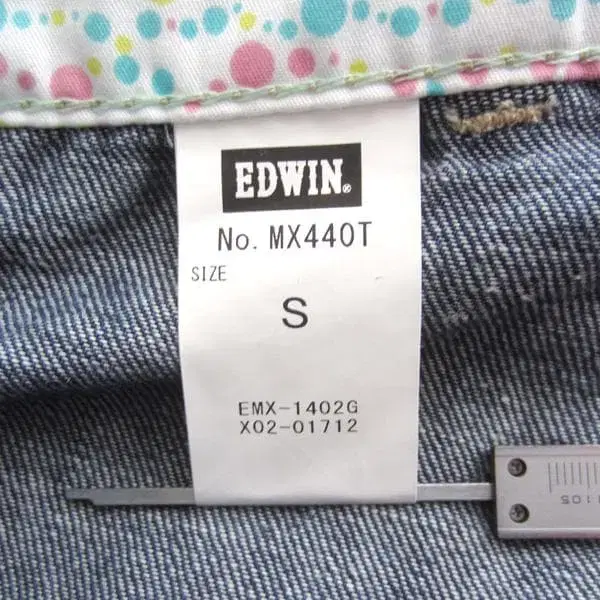 EDWIN®
No. MX440T
SIZE
S
EMX-1402G
X02-01712